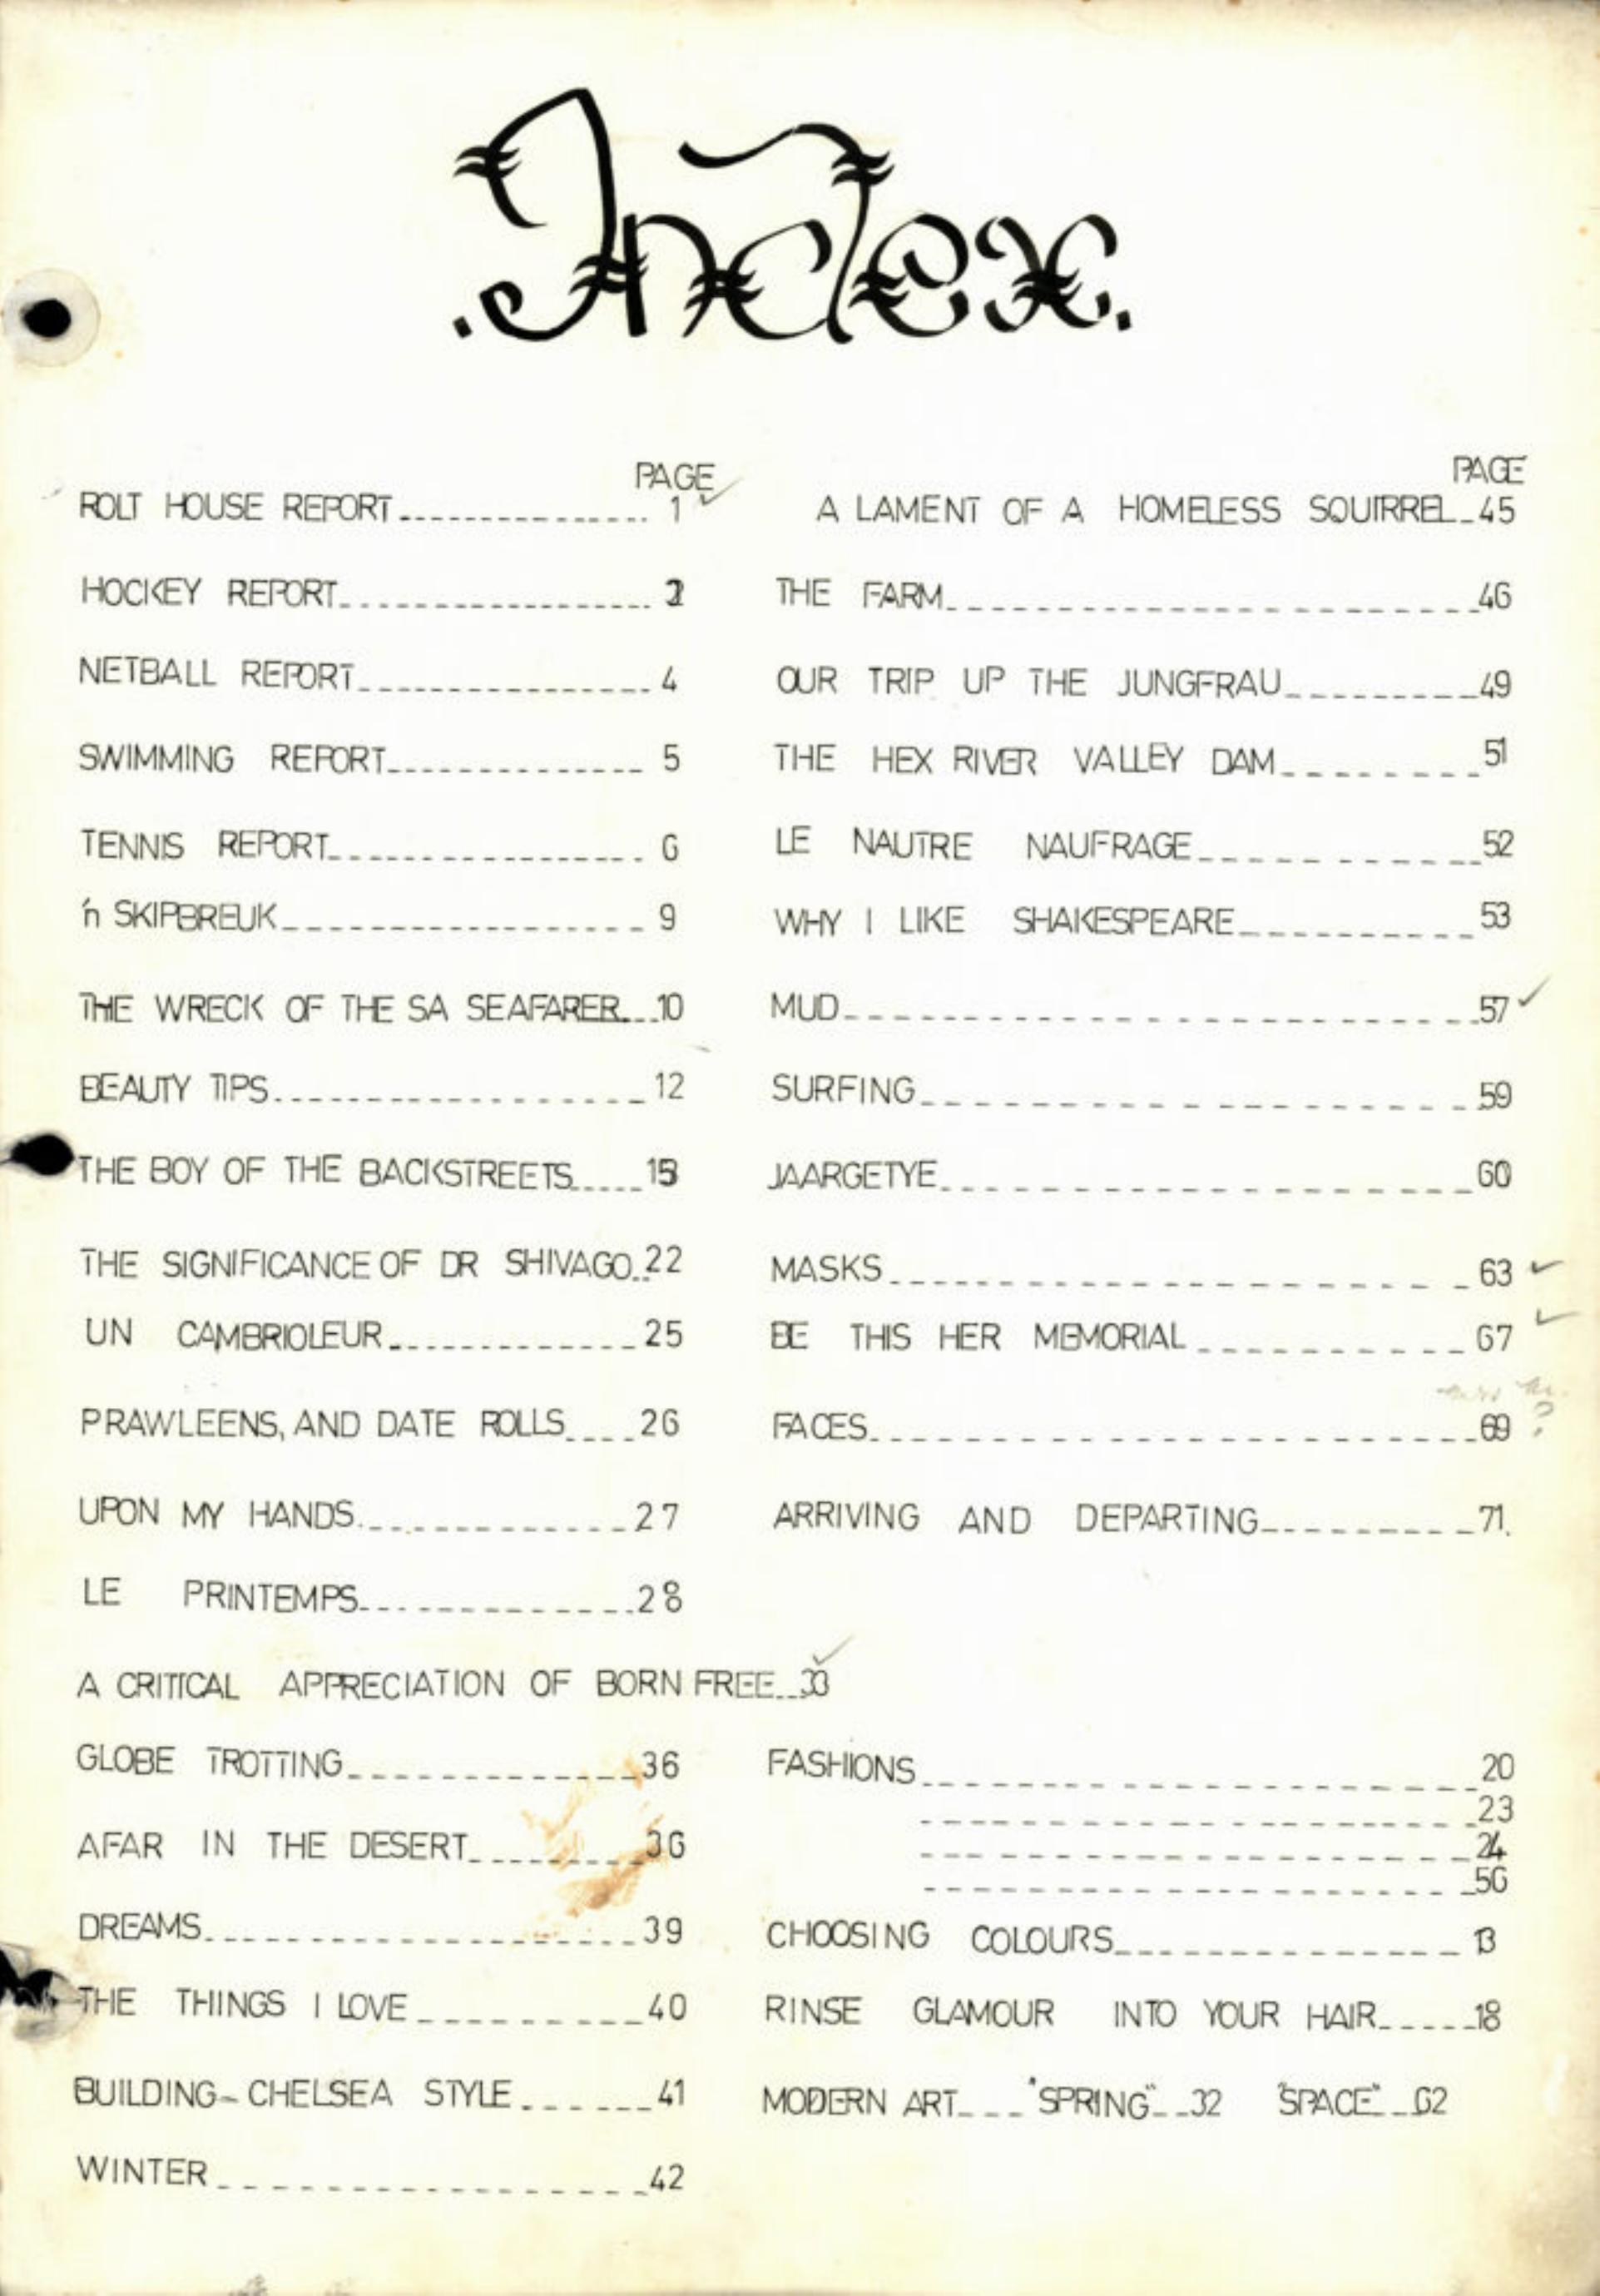 .Index.
PAGE
ROLT HOUSE REPORT 1
HOCKEY REPORT 2
NETBALL REPORT 4
SWIMMING REPORT 5
TENNIS REPORT 6
'n SKIPBREUK 9
THE WRECK OF THE SA SEAFARER 10
BEAUTY TIPS 12
THE BOY OF THE BACKSTREETS 15
THE SIGNIFICANCE OF DR SHIVAGO 22
UN CAMBRIOLEUR 25
PRAWLEENS, AND DATE ROLLS 26
UPON MY HANDS 27
LE PRINTEMPS 28
A CRITICAL APPRECIATION OF BORN FREE 33
GLOBE TROTTING 36
AFAR IN THE DESERT 36
DREAMS 39
THE THINGS I LOVE 40
BUILDING - CHELSEA STYLE 41
WINTER 42
PAGE
A LAMENT OF A HOMELESS SQUIRREL 45
THE FARM 46
OUR TRIP UP THE JUNGFRAU 49
THE HEX RIVER VALLEY DAM 51
LE NAUTRE NAUFRAGE 52
WHY I LIKE SHAKESPEARE 53
MUD 57
SURFING 59
JAARGETYE 60
MASKS 63
BE THIS HER MEMORIAL 67
FACES 69 ?
ARRIVING AND DEPARTING 71.
FASHIONS 20
23
24
56
CHOOSING COLOURS 13
RINSE GLAMOUR INTO YOUR HAIR 18
MODERN ART "SPRING" 32 "SPACE" 62